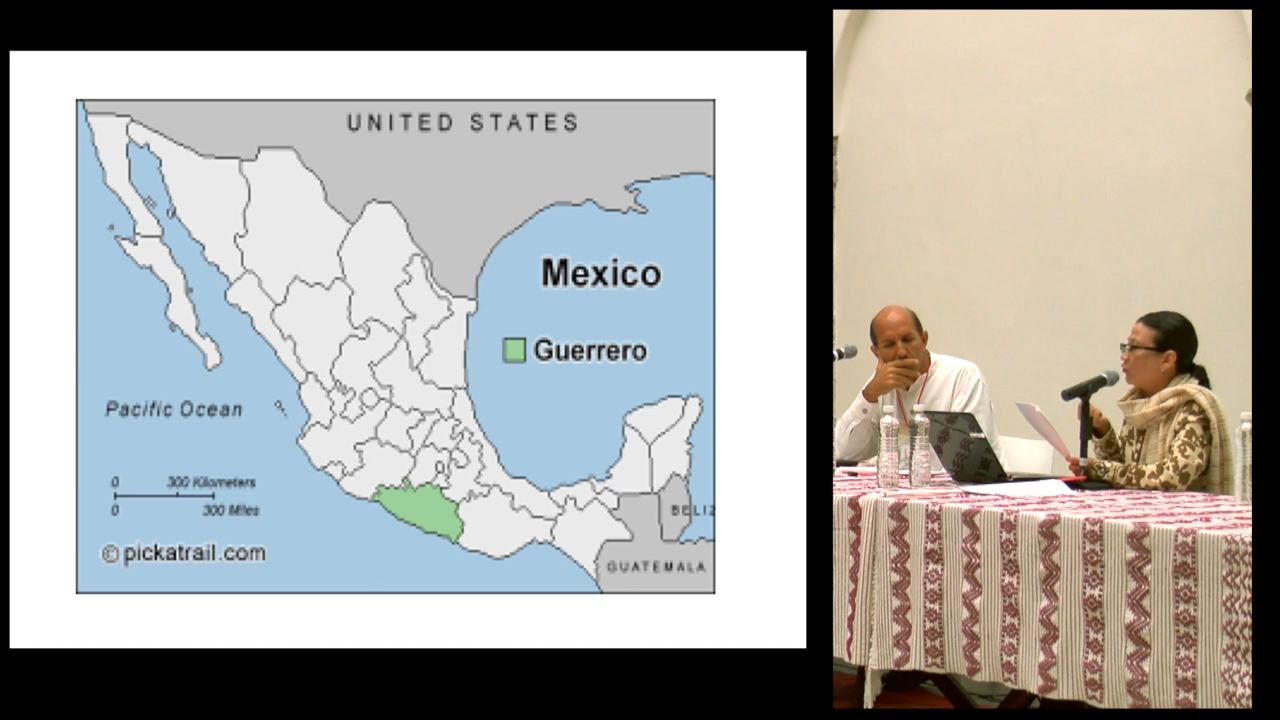 UNITED STATES
Mexico
Guerrero
Pacific Ocean
0 300 Kilometers
0 300 Miles
© pickatrail.com
BELIZ
GUATEMALA